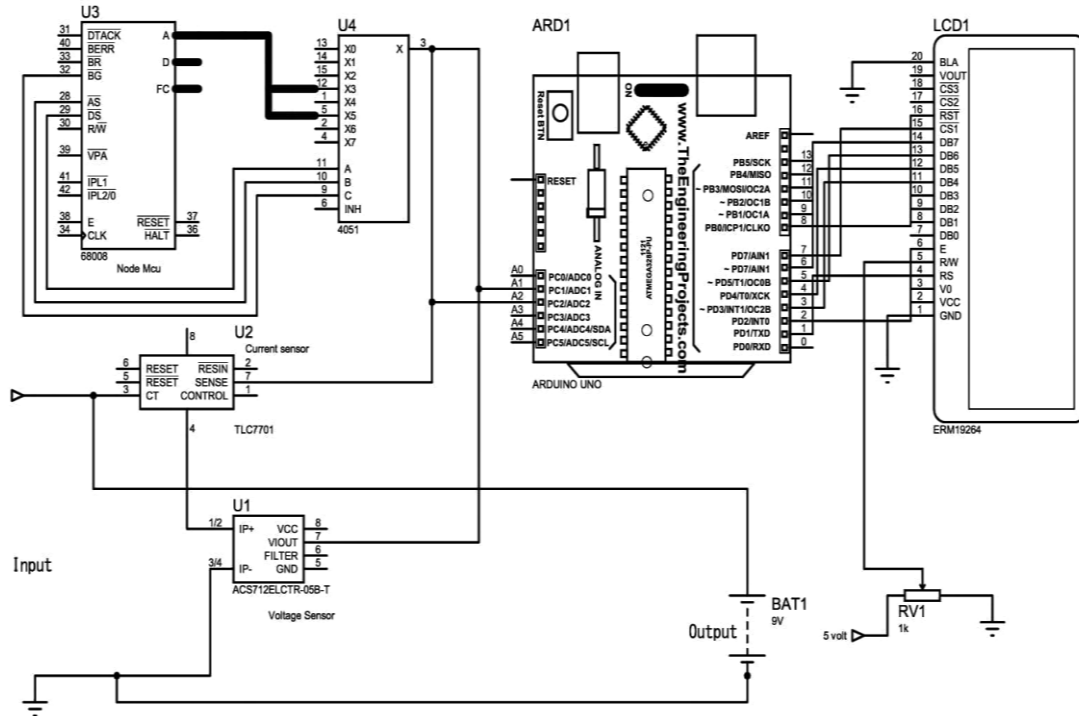 U3
31 DTACK A
40 BERR
33 BR D
32 BG
FC
28 AS
29 DS
30 R/W
39 VPA
41 IPL1
42 IPL2/0
38 E RESET 37
34 CLK HALT 36
68008
Node Mcu
U4
13 X0 X 3
14 X1
15 X2
12 X3
1 X4
5 X5
2 X6
4 X7
11 A
10 B
9 C
6 INH
4051
U2
Current sensor
8
6 RESET RESIN 2
5 RESET SENSE 7
3 CT CONTROL 1
4
TLC7701
U1
1/2 IP+ VCC 8
VIOUT 7
FILTER 6
3/4 IP- GND 5
ACS712ELCTR-05B-T
Voltage Sensor
Input
ARD1
Reset BTN
ON
www.TheEngineeringProjects.com
RESET
ANALOG IN
ATMEGA328P-PU
1121
A0 PC0/ADC0
A1 PC1/ADC1
A2 PC2/ADC2
A3 PC3/ADC3
A4 PC4/ADC4/SDA
A5 PC5/ADC5/SCL
AREF
PB5/SCK 13
PB4/MISO 12
~ PB3/MOSI/OC2A 11
~ PB2/OC1B 10
~ PB1/OC1A 9
PB0/ICP1/CLKO 8
PD7/AIN1 7
~ PD7/AIN1 6
~ PD5/T1/OC0B 5
PD4/T0/XCK 4
~ PD3/INT1/OC2B 3
PD2/INT0 2
PD1/TXD 1
PD0/RXD 0
ARDUINO UNO
LCD1
20 BLA
19 VOUT
18 CS3
17 CS2
16 RST
15 CS1
14 DB7
13 DB6
12 DB5
11 DB4
10 DB3
9 DB2
8 DB1
7 DB0
6 E
5 R/W
4 RS
3 V0
2 VCC
1 GND
ERM19264
Output
BAT1
9V
5 volt
RV1
1k